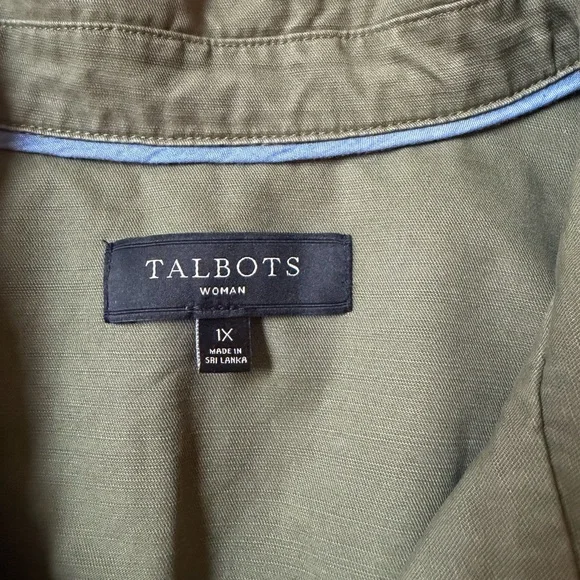 TALBOTS
WOMAN
1X
MADE IN
SRI LANKA